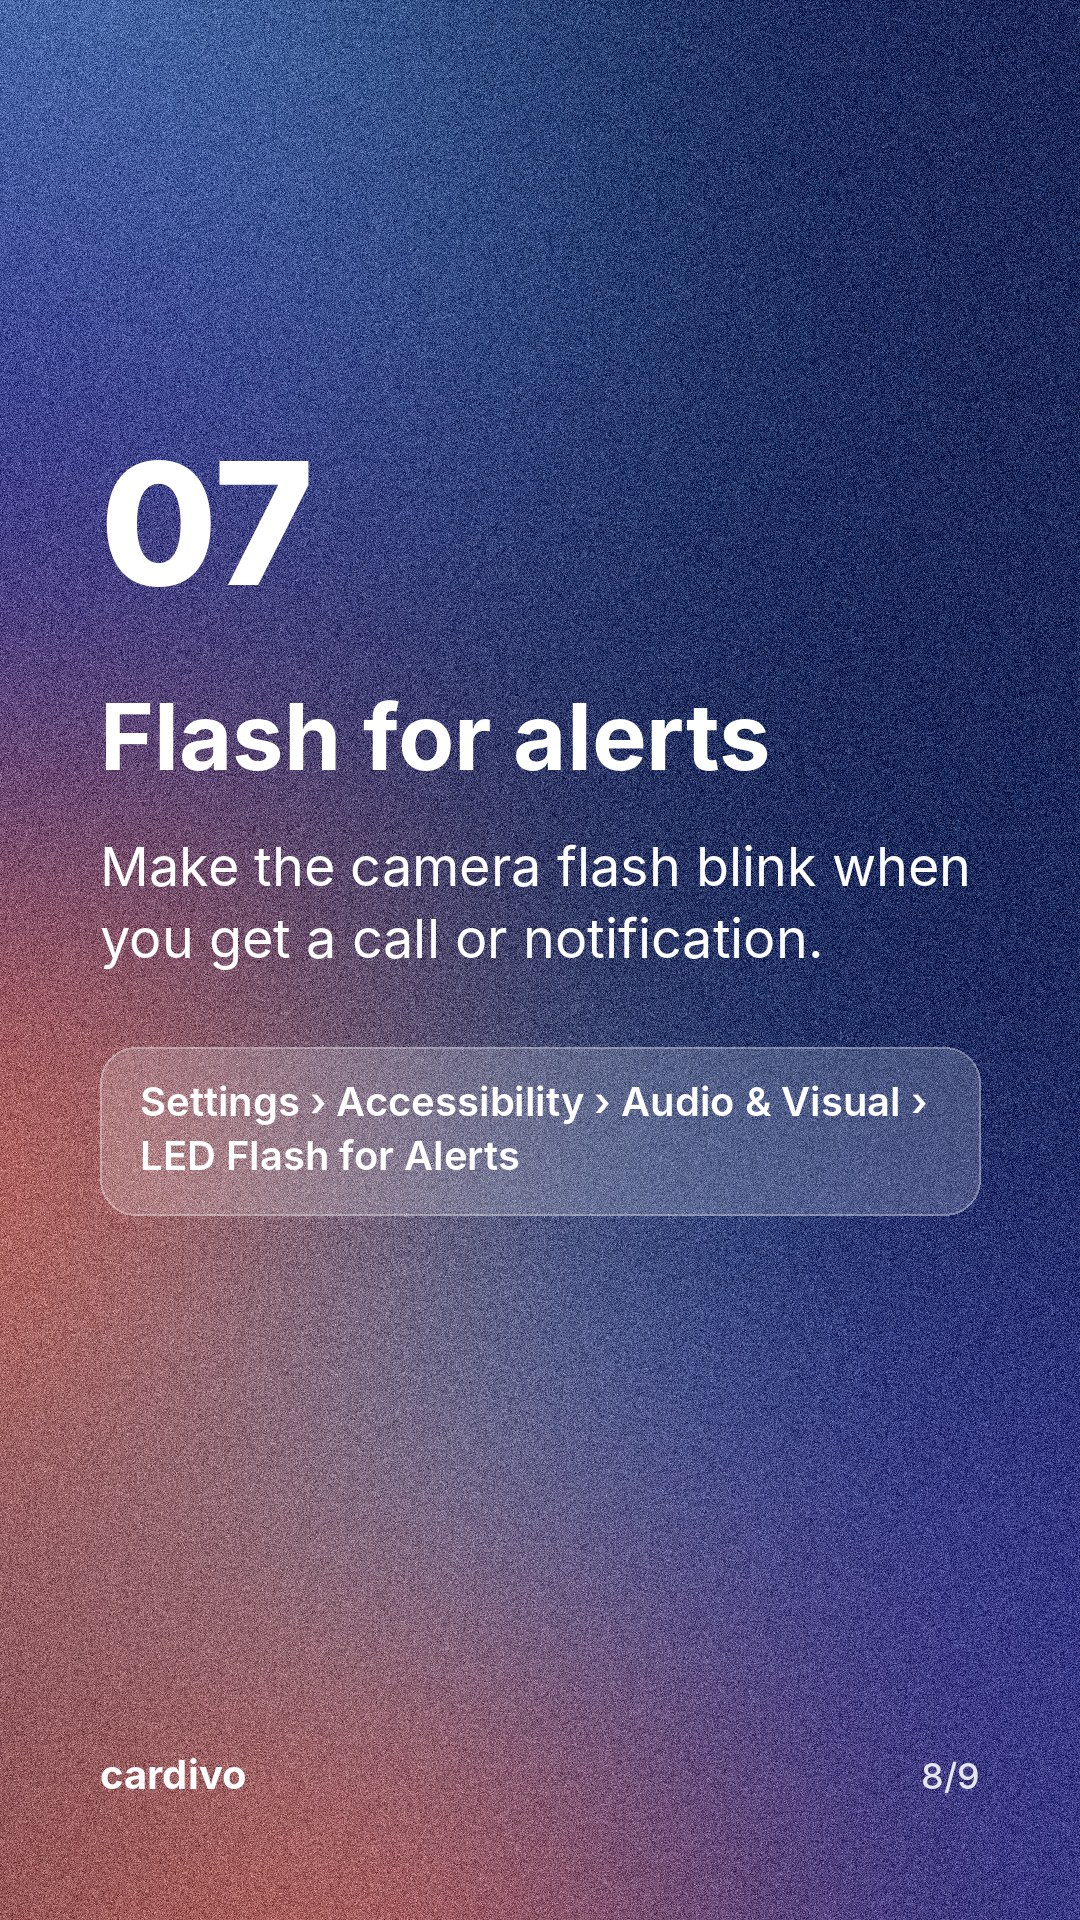 07
Flash for alerts
Make the camera flash blink when
you get a call or notification.
Settings › Accessibility › Audio & Visual ›
LED Flash for Alerts
cardivo
8/9